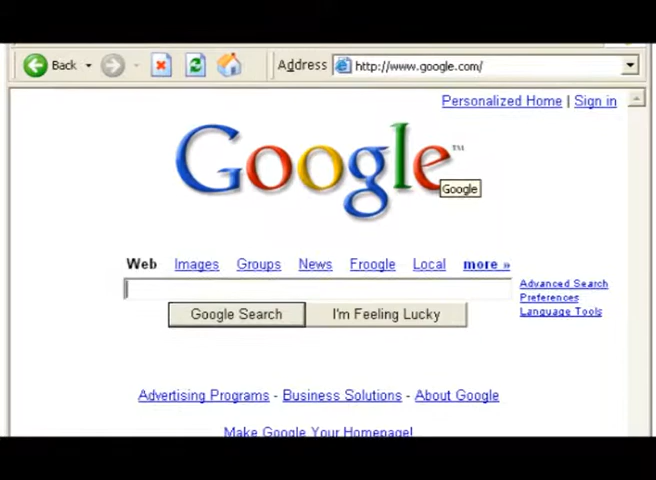 Back Address http://www.google.com/
Personalized Home | Sign in
Google™
Google
Web Images Groups News Froogle Local more »
Advanced Search
Preferences
Language Tools
Google Search I'm Feeling Lucky
Advertising Programs - Business Solutions - About Google
Make Google Your Homepage!